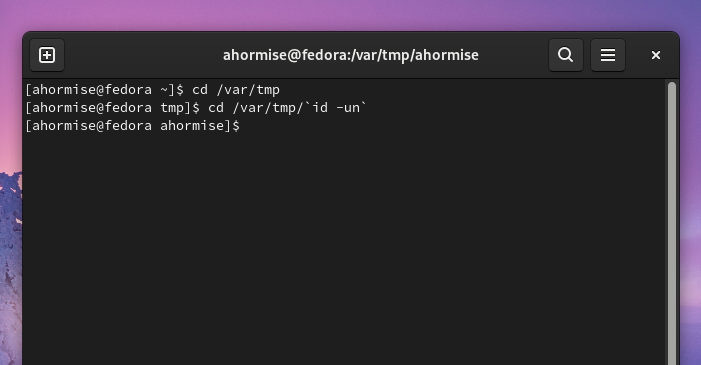 ahormise@fedora:/var/tmp/ahormise
[ahormise@fedora ~]$ cd /var/tmp
[ahormise@fedora tmp]$ cd /var/tmp/`id -un`
[ahormise@fedora ahormise]$